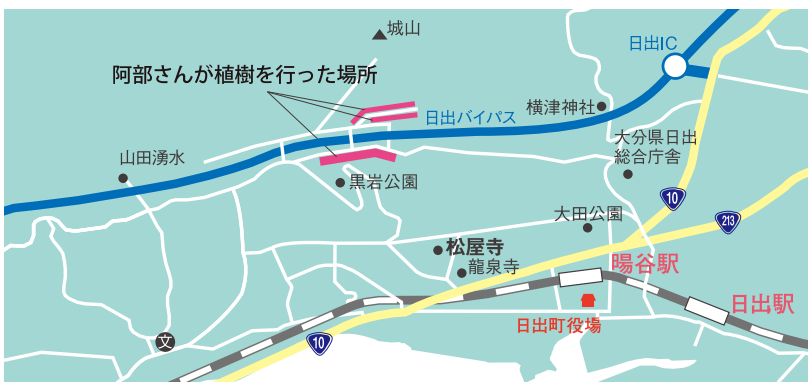 城山
日出IC
阿部さんが植樹を行った場所
横津神社
日出バイパス
大分県日出
総合庁舎
山田湧水
黒岩公園
10
大田公園
213
松屋寺
龍泉寺
暘谷駅
日出駅
日出町役場
文
10